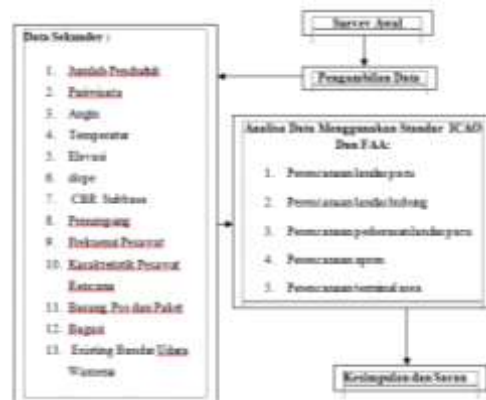 Survey Awal
Pengambilan Data
Data Sekunder :
1. Jumlah Penduduk
2. Pariwisata
3. Angin
4. Temperatur
5. Elevasi
6. slope
7. CBR Subbase
8. Penumpang
9. Frekuensi Pesawat
10. Karakteristik Pesawat
Rencana
11. Barang, Pos dan Paket
12. Bagasi
13. Existing Bandar Udara
Wamena
Analisa Data Menggunakan Standar ICAO
Dan FAA:
1. Perencanaan landas pacu
2. Perencanaan landas hubung
3. Perencanaan perkerasan landas pacu
4. Perencanaan apron
5. Perencanaan terminal area
Kesimpulan dan Saran